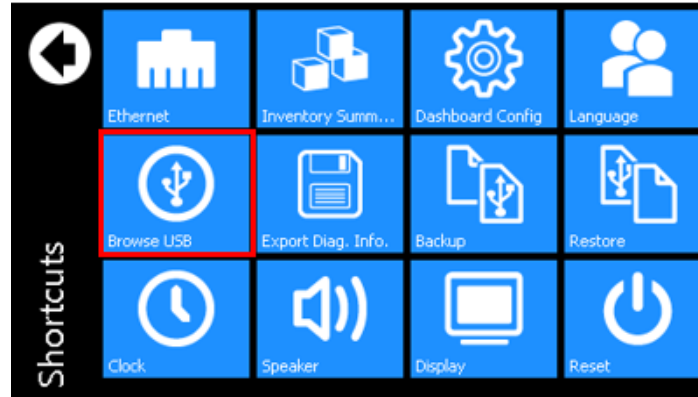 Shortcuts
Ethernet
Inventory Summ...
Dashboard Config
Language
Browse USB
Export Diag. Info.
Backup
Restore
Clock
Speaker
Display
Reset